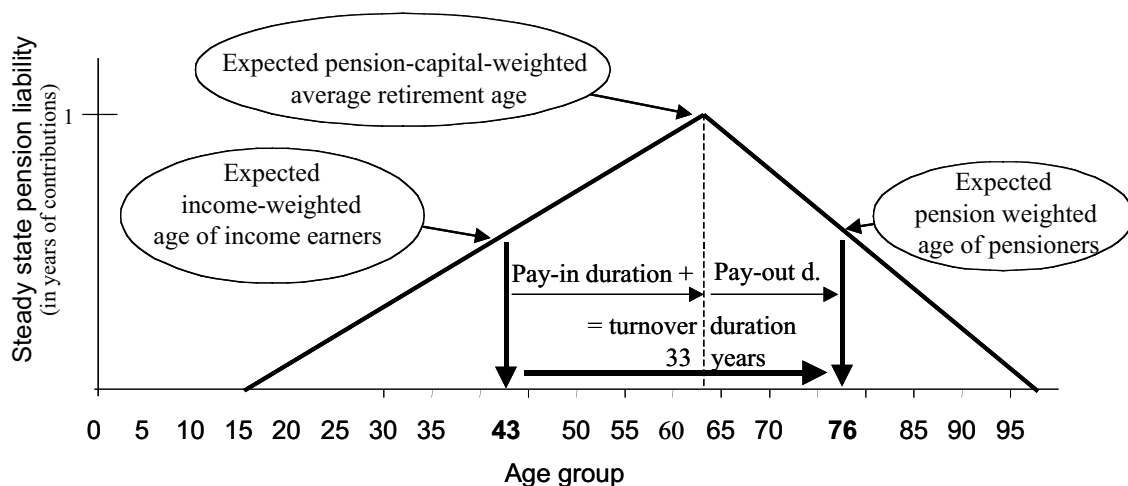 Steady state pension liability
(in years of contributions)
1
Expected pension-capital-weighted
average retirement age
Expected
income-weighted
age of income earners
Expected
pension weighted
age of pensioners
Pay-in duration + Pay-out d.
= turnover duration
33 years
0 5 10 15 20 25 30 35 43 50 55 60 65 70 76 85 90 95
Age group